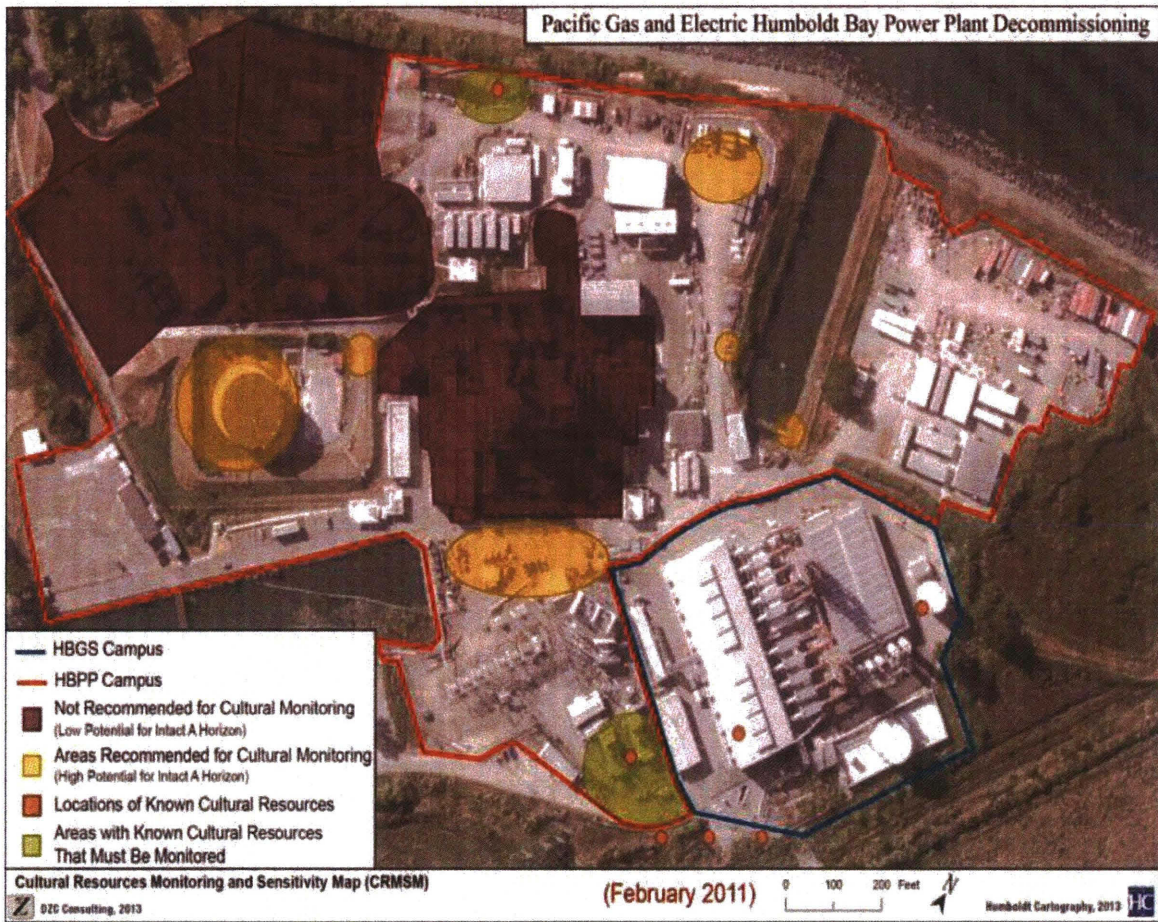 Pacific Gas and Electric Humboldt Bay Power Plant Decommissioning
HBGS Campus
HBPP Campus
Not Recommended for Cultural Monitoring
(Low Potential for Intact A Horizon)
Areas Recommended for Cultural Monitoring
(High Potential for Intact A Horizon)
Locations of Known Cultural Resources
Areas with Known Cultural Resources
That Must Be Monitored
Cultural Resources Monitoring and Sensitivity Map (CRMSM)
Z DZC Consulting, 2013
(February 2011)
0 100 200 Feet
N
Humboldt Cartography, 2013 HC